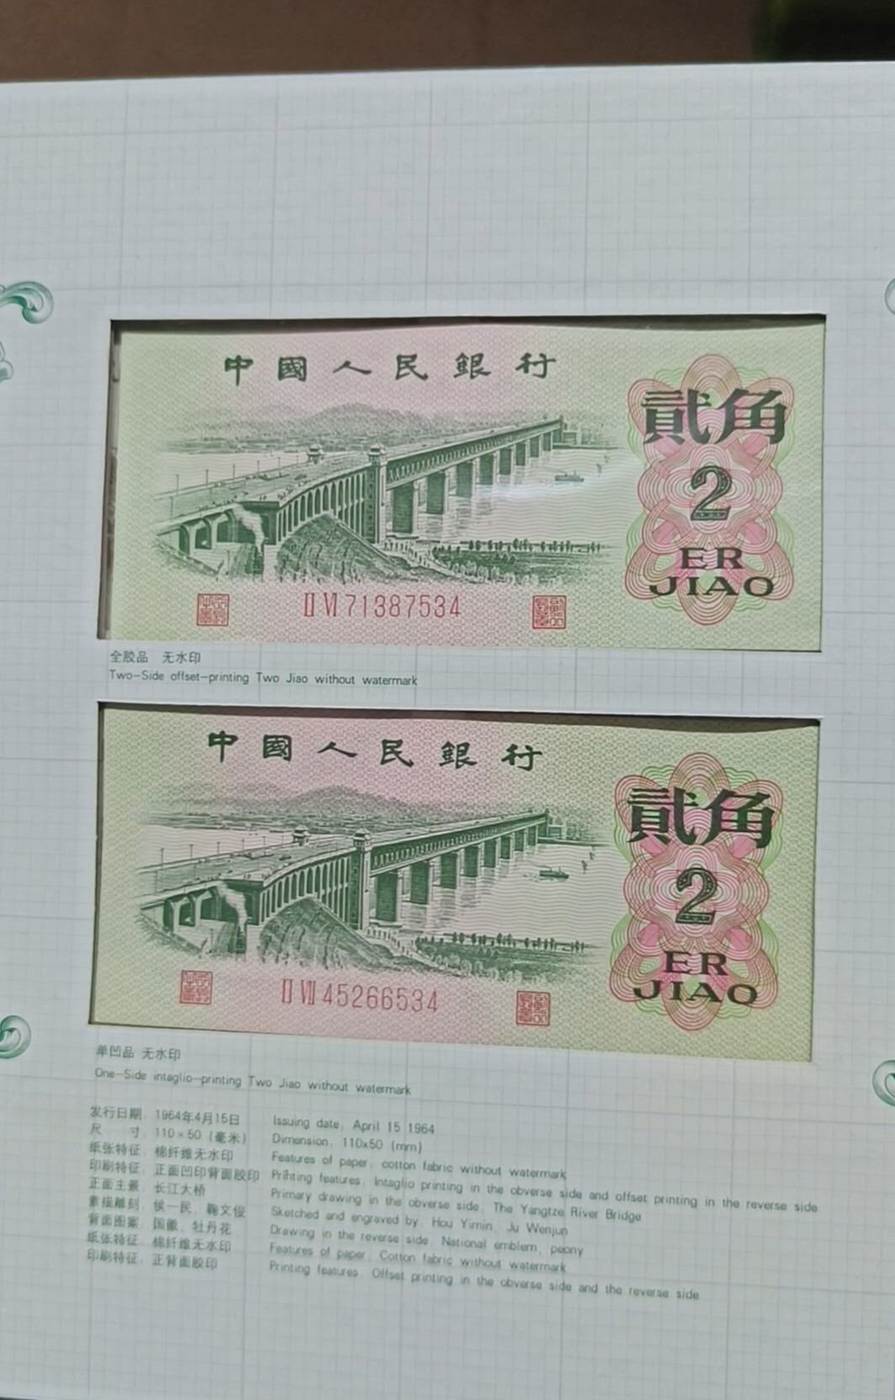 中國人民銀行
貳角
2
ER
JIAO
ⅡⅥ71387534
全胶品 无水印
Two-Side offset-printing Two Jiao without watermark
中國人民銀行
貳角
2
ER
JIAO
ⅡⅦ45266534
单凹品 无水印
One-Side intaglio-printing Two Jiao without watermark
发行日期:1964年4月15日 Issuing date: April 15 1964
尺 寸:110×50(毫米) Dimension: 110x50 (mm)
纸张特征:棉纤维无水印 Features of paper: cotton fabric without watermark
印刷特征:正面凹印背面胶印 Printing features: Intaglio printing in the obverse side and offset printing in the reverse side
正面主景:长江大桥 Primary drawing in the obverse side: The Yangtze River Bridge
素描雕刻:侯一民、鞠文俊 Sketched and engraved by: Hou Yimin, Ju Wenjun
背面图案:国徽、牡丹花 Drawing in the reverse side: National emblem, peony
纸张特征:棉纤维无水印 Features of paper: Cotton fabric without watermark
印刷特征:正背面胶印 Printing features: Offset printing in the obverse side and the reverse side